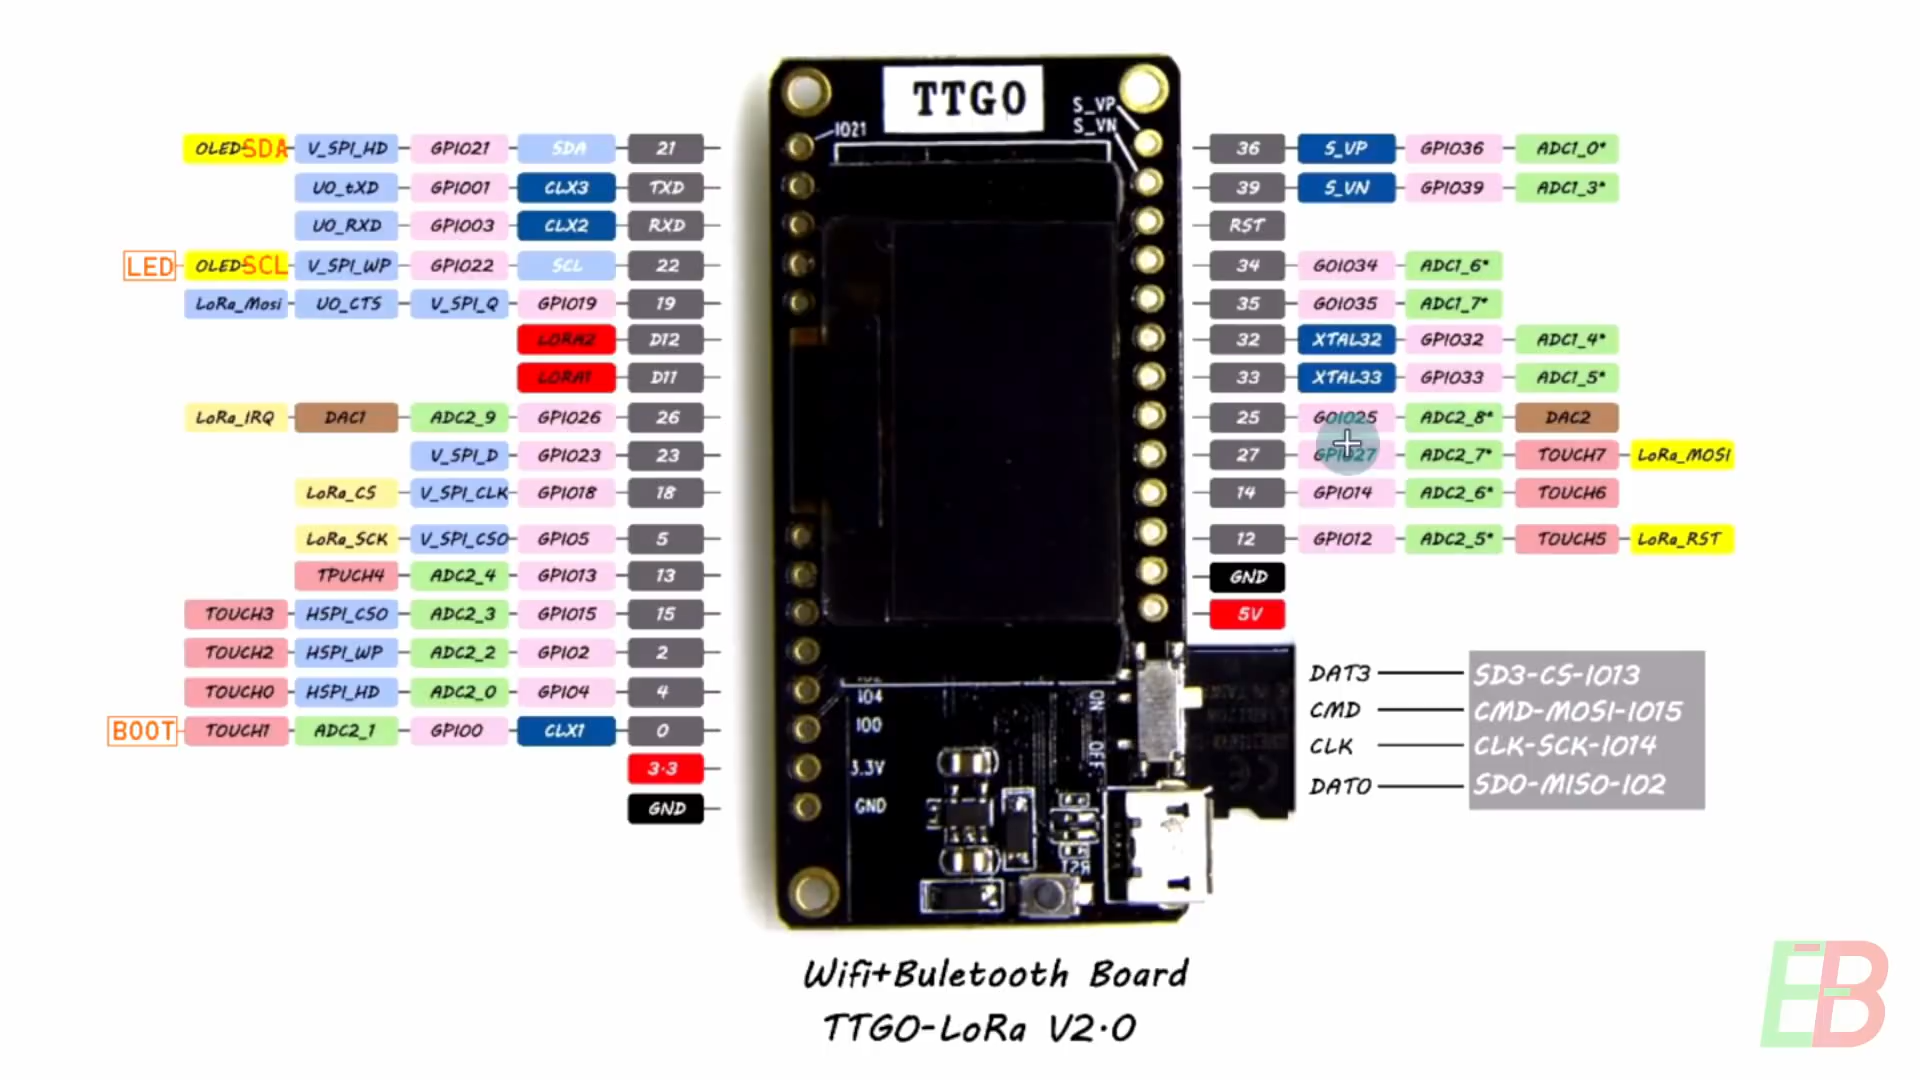 TTGO
S_VP
S_VN
IO21
OLED-SDA V_SPI_HD GPIO21 SDA 21
U0_tXD GPIO01 CLX3 TXD
U0_RXD GPIO03 CLX2 RXD
LED OLED-SCL V_SPI_WP GPIO22 SCL 22
LoRa_Mosi U0_CTS V_SPI_Q GPIO19 19
LORA2 D12
LORA1 D11
LoRa_IRQ DAC1 ADC2_9 GPIO26 26
V_SPI_D GPIO23 23
LoRa_CS V_SPI_CLK GPIO18 18
LoRa_SCK V_SPI_CSO GPIO5 5
TPUCH4 ADC2_4 GPIO13 13
TOUCH3 HSPI_CSO ADC2_3 GPIO15 15
TOUCH2 HSPI_WP ADC2_2 GPIO2 2
TOUCH0 HSPI_HD ADC2_0 GPIO4 4
BOOT TOUCH1 ADC2_1 GPIO0 CLX1 0
3.3
GND
IO4
IO0
3.3V
GND
ON
OFF
36 S_VP GPIO36 ADC1_0*
39 S_VN GPIO39 ADC1_3*
RST
34 GOIO34 ADC1_6*
35 GOIO35 ADC1_7*
32 XTAL32 GPIO32 ADC1_4*
33 XTAL33 GPIO33 ADC1_5*
25 GOIO25 ADC2_8* DAC2
27 GPIO27 ADC2_7* TOUCH7 LoRa_MOSI
14 GPIO14 ADC2_6* TOUCH6
12 GPIO12 ADC2_5* TOUCH5 LoRa_RST
GND
5V
DAT3 SD3-CS-IO13
CMD CMD-MOSI-IO15
CLK CLK-SCK-IO14
DAT0 SD0-MISO-IO2
Wifi+Buletooth Board
TTGO-LoRa V2.0
EB